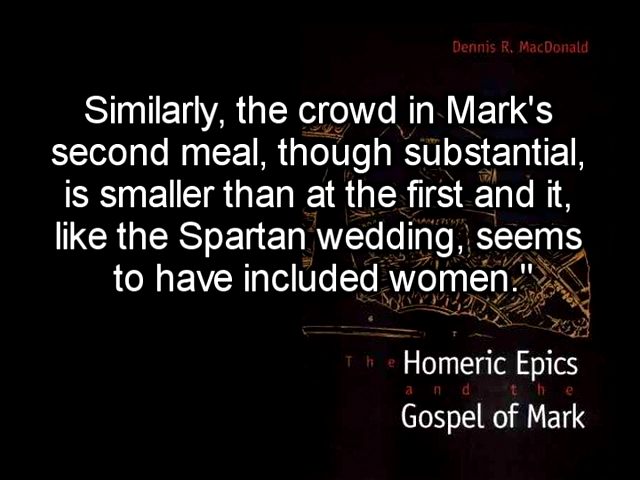 Dennis R. MacDonald
Similarly, the crowd in Mark's
second meal, though substantial,
is smaller than at the first and it,
like the Spartan wedding, seems
to have included women."
The Homeric Epics
and the
Gospel of Mark